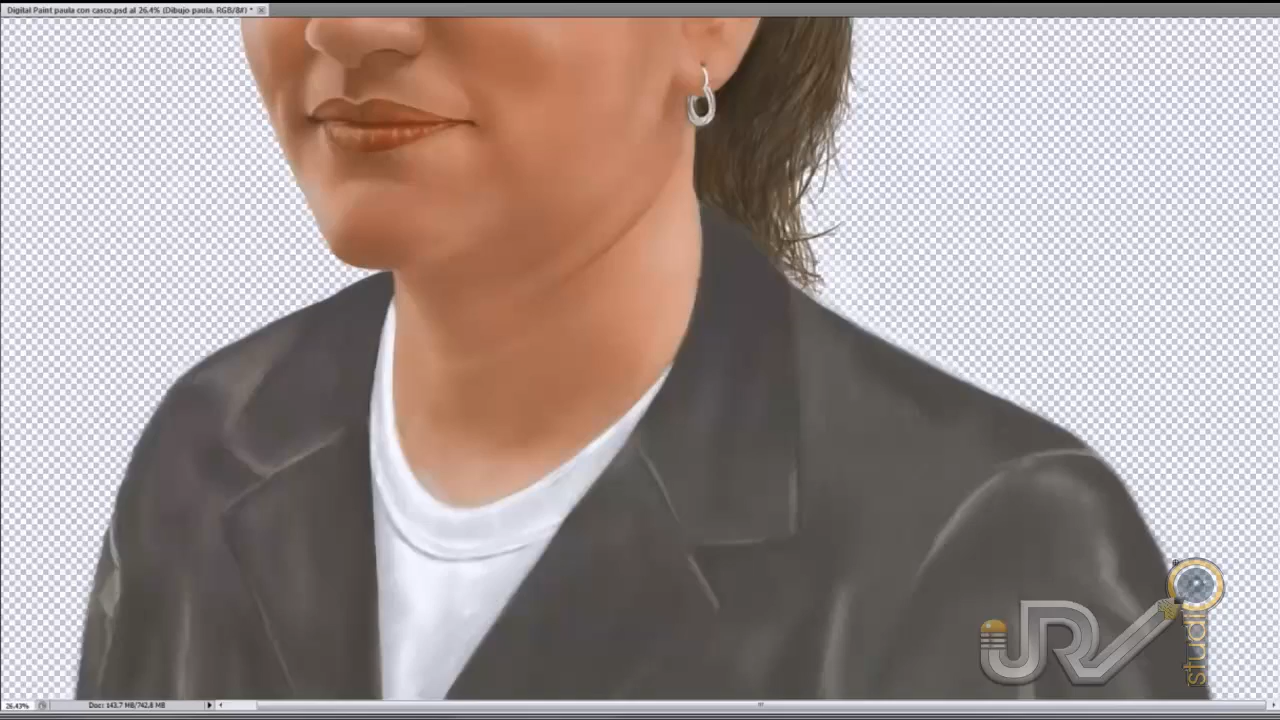 Digital Paint paula con casco.psd al 26,4% (Dibujo paula, RGB/8#) *
JRV
studio
26,43%
Doc: 143,7 MB/742,8 MB